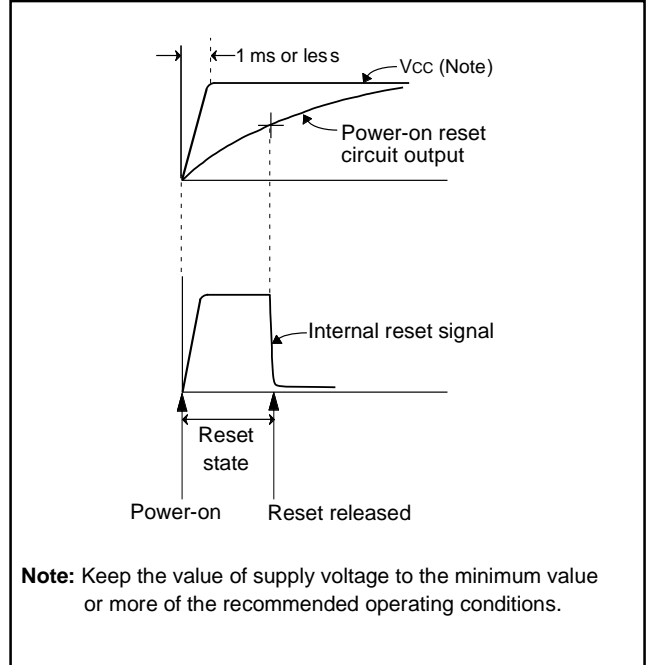 1 ms or less
VCC (Note)
Power-on reset
circuit output
Internal reset signal
Reset
state
Power-on
Reset released
Note: Keep the value of supply voltage to the minimum value
or more of the recommended operating conditions.